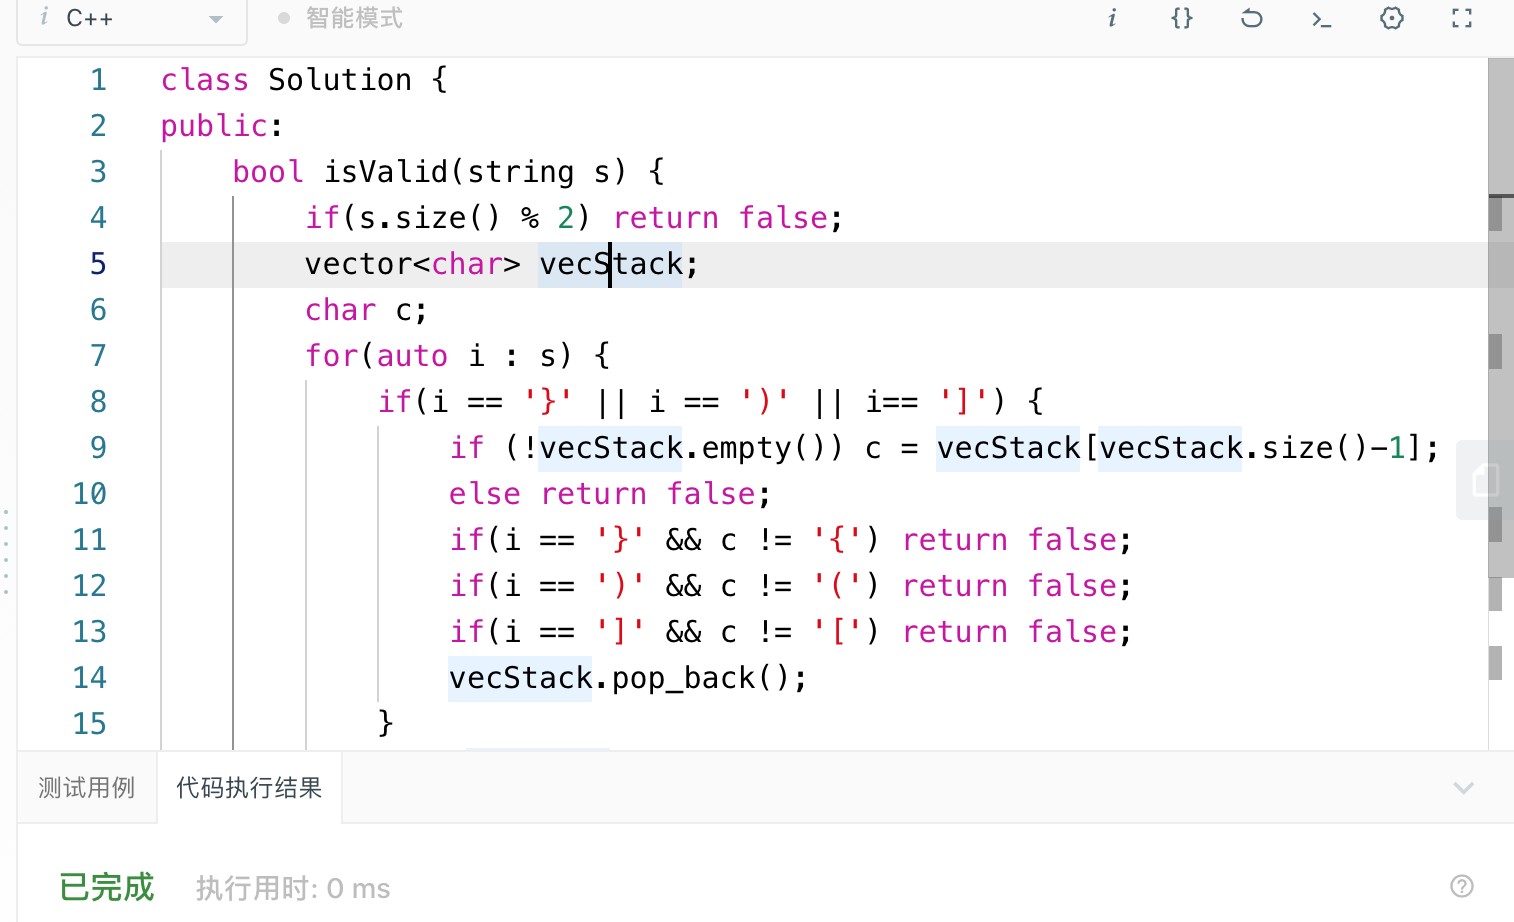 i C++ 智能模式 i {}
1 class Solution {
2 public:
3     bool isValid(string s) {
4         if(s.size() % 2) return false;
5         vector<char> vecStack;
6         char c;
7         for(auto i : s) {
8             if(i == '}' || i == ')' || i== ']') {
9                 if (!vecStack.empty()) c = vecStack[vecStack.size()-1];
10                 else return false;
11                 if(i == '}' && c != '{') return false;
12                 if(i == ')' && c != '(') return false;
13                 if(i == ']' && c != '[') return false;
14                 vecStack.pop_back();
15             }
测试用例 代码执行结果
已完成 执行用时: 0 ms